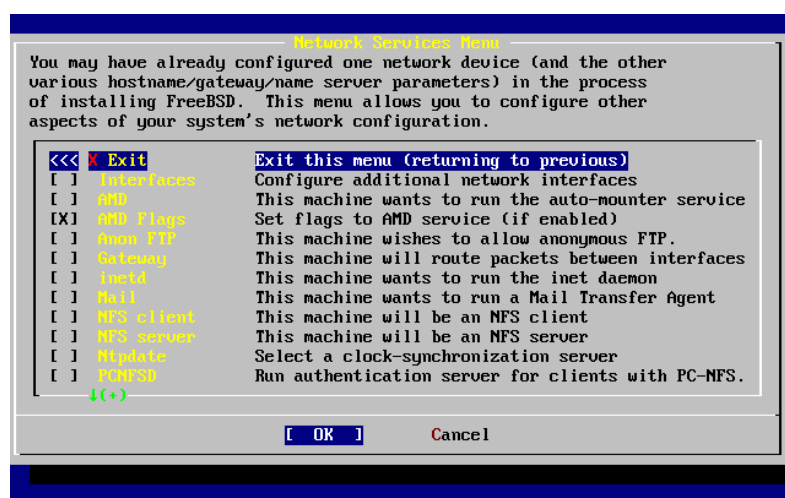 Network Services Menu
You may have already configured one network device (and the other
various hostname/gateway/name server parameters) in the process
of installing FreeBSD.  This menu allows you to configure other
aspects of your system's network configuration.
<<< X Exit Exit this menu (returning to previous)
[ ] Interfaces Configure additional network interfaces
[ ] AMD This machine wants to run the auto-mounter service
[X] AMD Flags Set flags to AMD service (if enabled)
[ ] Anon FTP This machine wishes to allow anonymous FTP.
[ ] Gateway This machine will route packets between interfaces
[ ] inetd This machine wants to run the inet daemon
[ ] Mail This machine wants to run a Mail Transfer Agent
[ ] NFS client This machine will be an NFS client
[ ] NFS server This machine will be an NFS server
[ ] Ntpdate Select a clock-synchronization server
[ ] PCNFSD Run authentication server for clients with PC-NFS.
↓(+)
[ OK ] Cancel